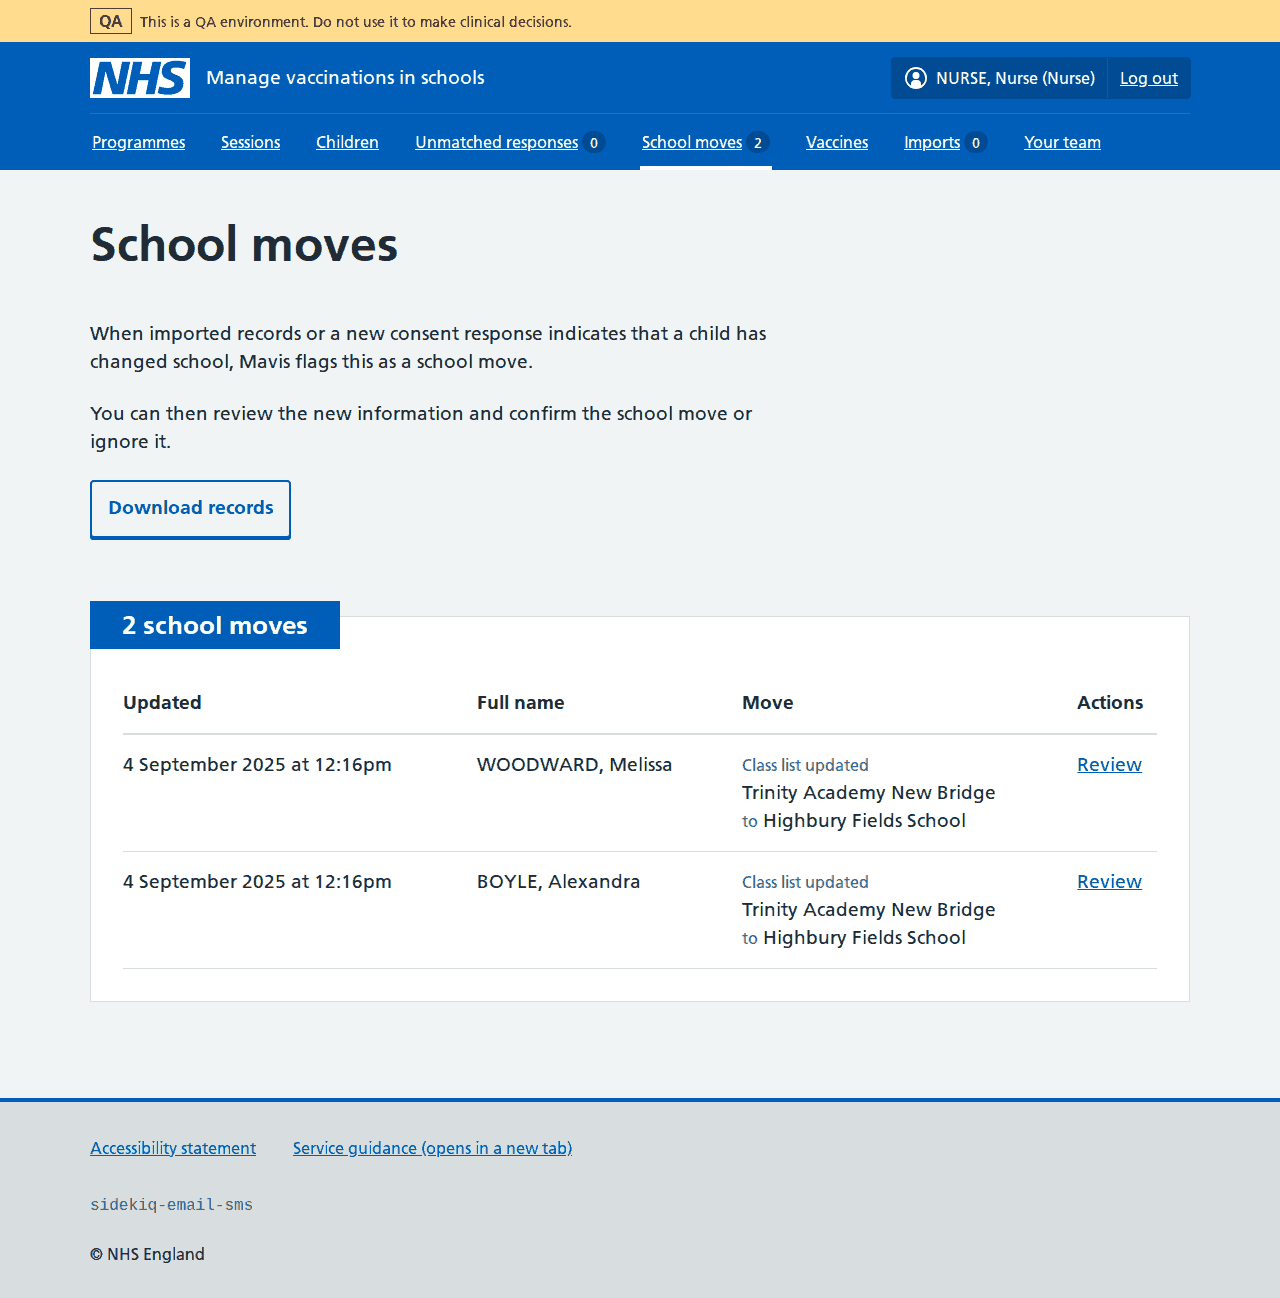 QA This is a QA environment. Do not use it to make clinical decisions.
NHS Manage vaccinations in schools NURSE, Nurse (Nurse) Log out
Programmes Sessions Children Unmatched responses 0 School moves 2 Vaccines Imports 0 Your team
School moves
When imported records or a new consent response indicates that a child has
changed school, Mavis flags this as a school move.
You can then review the new information and confirm the school move or
ignore it.
Download records
2 school moves
Updated Full name Move Actions
4 September 2025 at 12:16pm WOODWARD, Melissa Class list updated Review
Trinity Academy New Bridge
to Highbury Fields School
4 September 2025 at 12:16pm BOYLE, Alexandra Class list updated Review
Trinity Academy New Bridge
to Highbury Fields School
Accessibility statement Service guidance (opens in a new tab)
sidekiq-email-sms
© NHS England